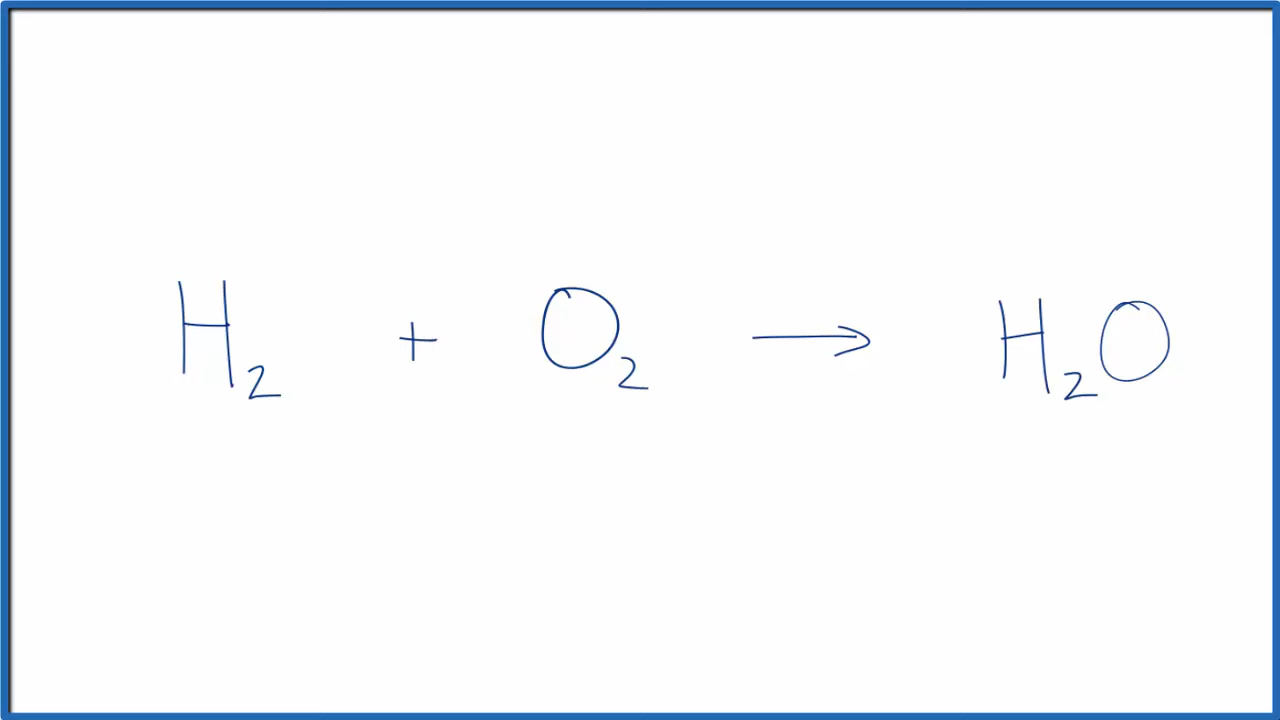 H₂ + O₂ → H₂O